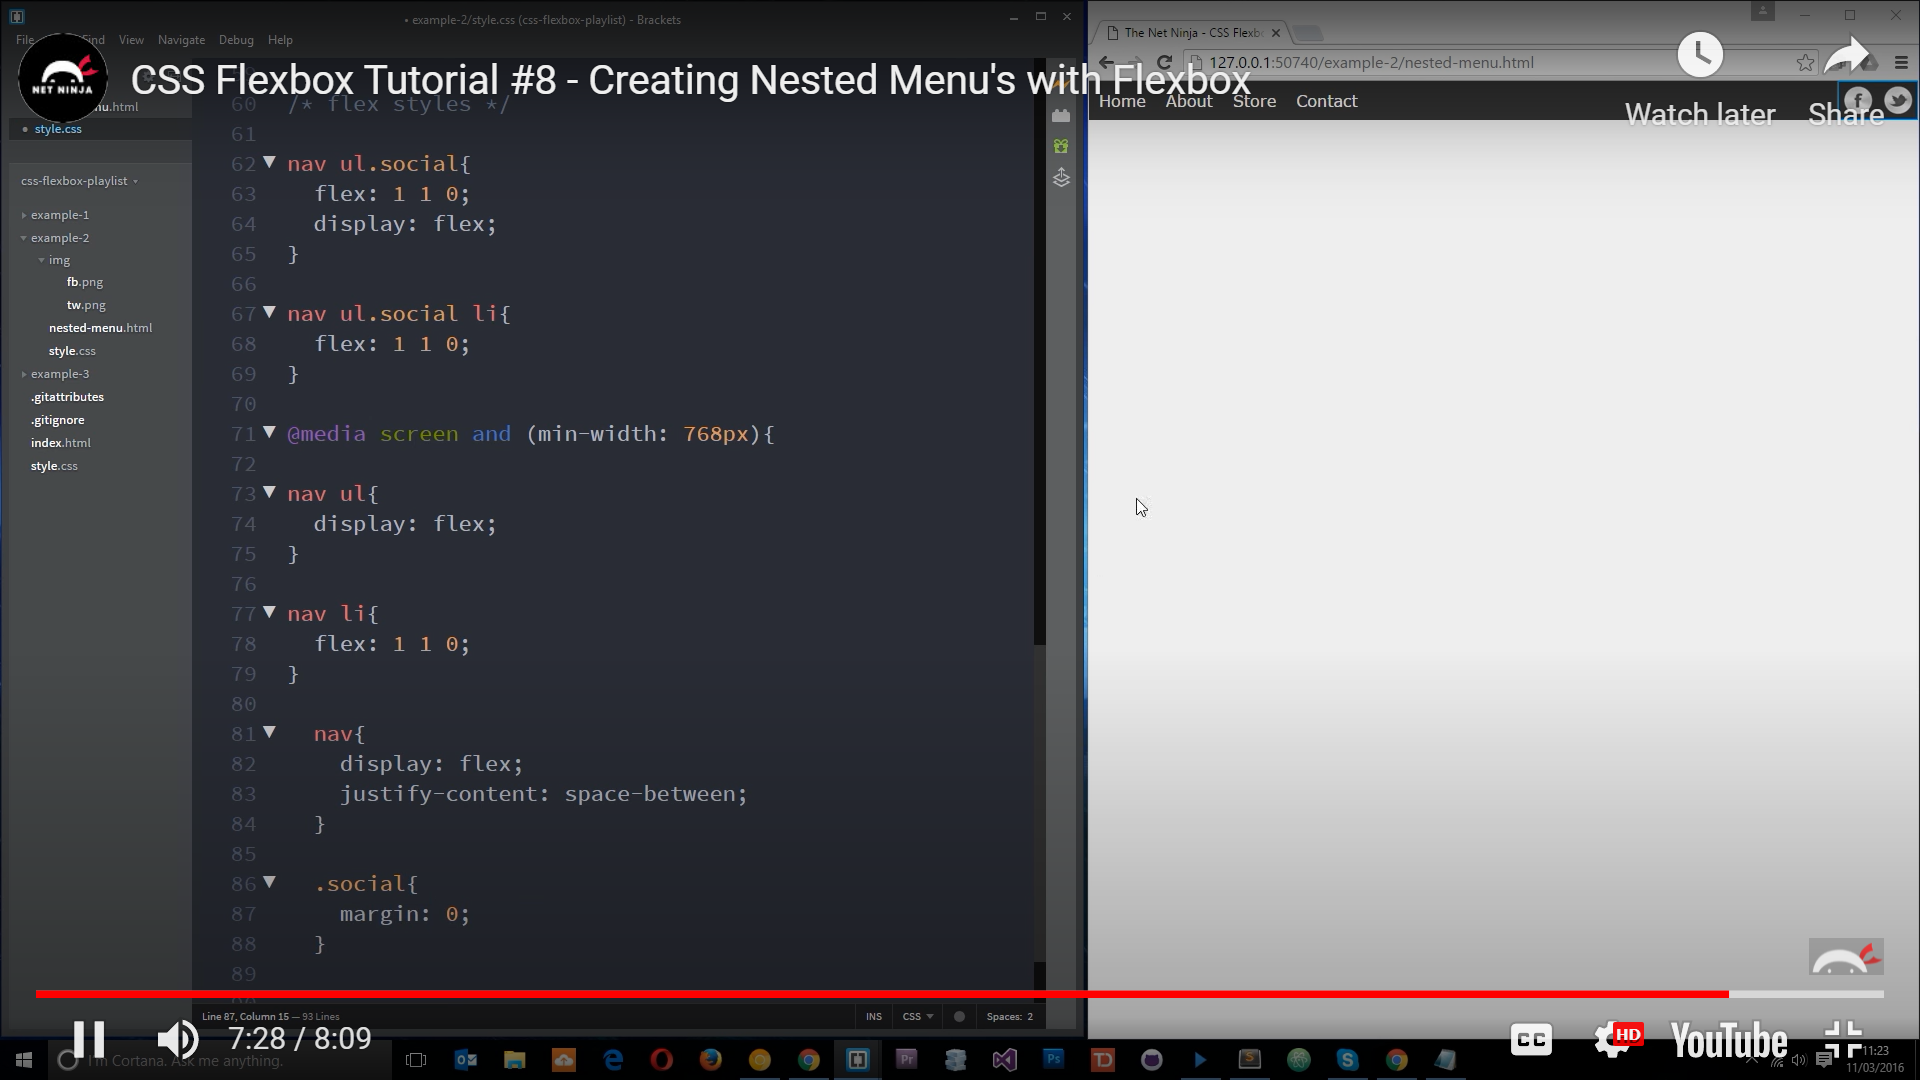 • example-2/style.css (css-flexbox-playlist) - Brackets
File Find View Navigate Debug Help
NET NINJA
CSS Flexbox Tutorial #8 - Creating Nested Menu's with Flexbox
The Net Ninja - CSS Flexb
127.0.0.1:50740/example-2/nested-menu.html
Home About Store Contact
Watch later Share
style.css
css-flexbox-playlist
example-1
example-2
img
fb.png
tw.png
nested-menu.html
style.css
example-3
.gitattributes
.gitignore
index.html
style.css
60 /* flex styles */
61
62 nav ul.social{
63 flex: 1 1 0;
64 display: flex;
65 }
66
67 nav ul.social li{
68 flex: 1 1 0;
69 }
70
71 @media screen and (min-width: 768px){
72
73 nav ul{
74 display: flex;
75 }
76
77 nav li{
78 flex: 1 1 0;
79 }
80
81 nav{
82 display: flex;
83 justify-content: space-between;
84 }
85
86 .social{
87 margin: 0;
88 }
89
Line 87, Column 15 — 93 Lines
INS CSS Spaces: 2
7:28 / 8:09
CC HD YouTube
I'm Cortana. Ask me anything.
11:23
11/03/2016